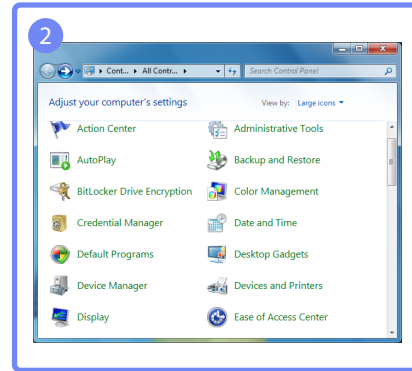 2
Cont... All Contr...
Search Control Panel
Adjust your computer's settings
View by: Large icons
Action Center
Administrative Tools
AutoPlay
Backup and Restore
BitLocker Drive Encryption
Color Management
Credential Manager
Date and Time
Default Programs
Desktop Gadgets
Device Manager
Devices and Printers
Display
Ease of Access Center